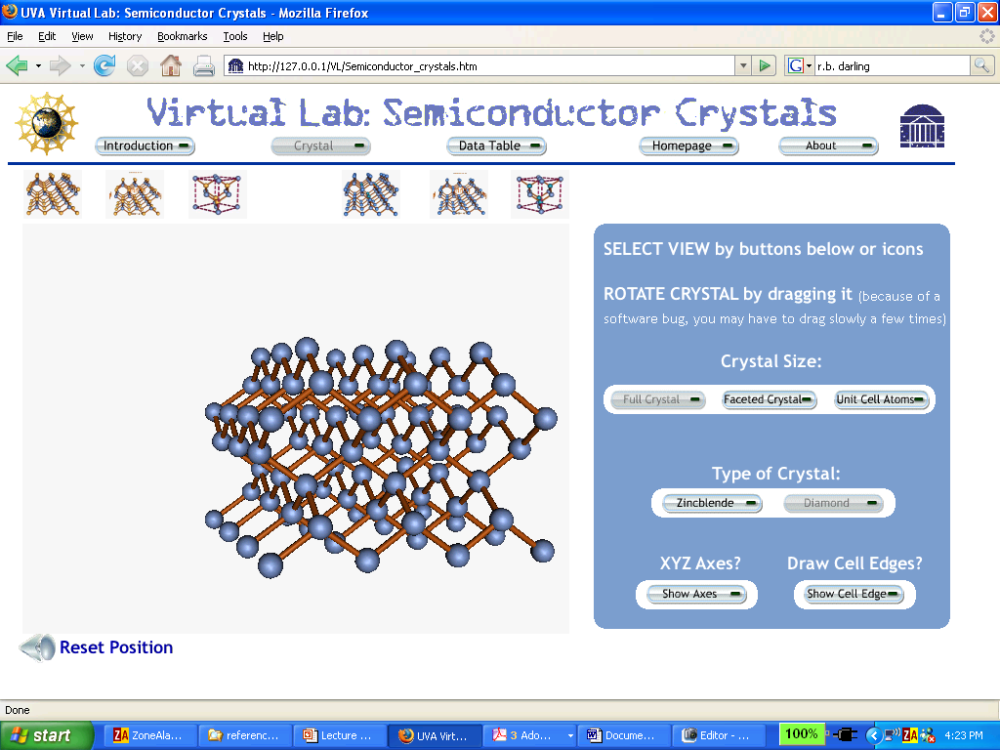 UVA Virtual Lab: Semiconductor Crystals - Mozilla Firefox
File Edit View History Bookmarks Tools Help
http://127.0.0.1/VL/Semiconductor_crystals.htm
G r.b. darling
Virtual Lab: Semiconductor Crystals
Introduction Crystal Data Table Homepage About
SELECT VIEW by buttons below or icons
ROTATE CRYSTAL by dragging it (because of a
software bug, you may have to drag slowly a few times)
Crystal Size:
Full Crystal Faceted Crystal Unit Cell Atoms
Type of Crystal:
Zincblende Diamond
XYZ Axes? Draw Cell Edges?
Show Axes Show Cell Edge
Reset Position
Done
start ZA ZoneAla... referenc... Lecture ... UVA Virt... 3 Ado... W Docume... Editor - ... 100% ZA 4:23 PM